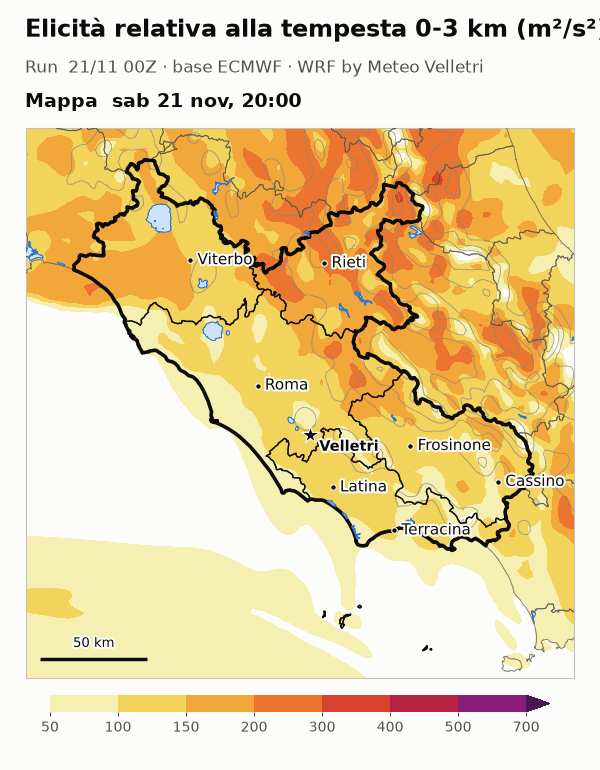 Elicità relativa alla tempesta 0-3 km (m²/s²)
Run  21/11 00Z · base ECMWF · WRF by Meteo Velletri
Mappa  sab 21 nov, 20:00
Viterbo
Rieti
Roma
Velletri
Frosinone
Latina
Cassino
Terracina
50 km
50 100 150 200 300 400 500 700